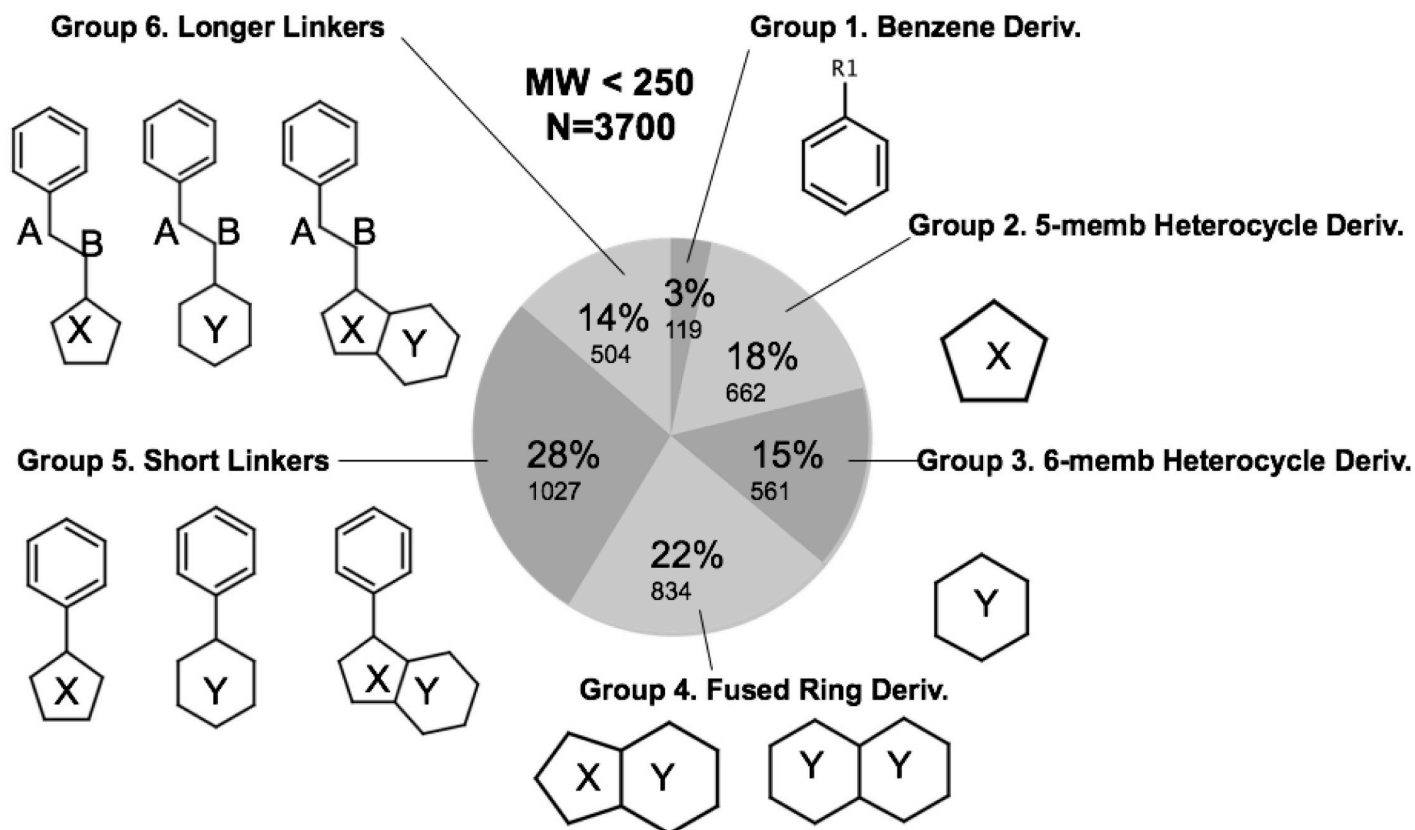 Group 6. Longer Linkers
Group 1. Benzene Deriv.
MW < 250
N=3700
R1
A
B
X
A B
Y
A B
X Y
Group 2. 5-memb Heterocycle Deriv.
X
3%
119
14%
504
18%
662
Group 5. Short Linkers
28%
1027
15%
561
Group 3. 6-memb Heterocycle Deriv.
Y
22%
834
X
Y
X Y
Group 4. Fused Ring Deriv.
X Y
Y Y